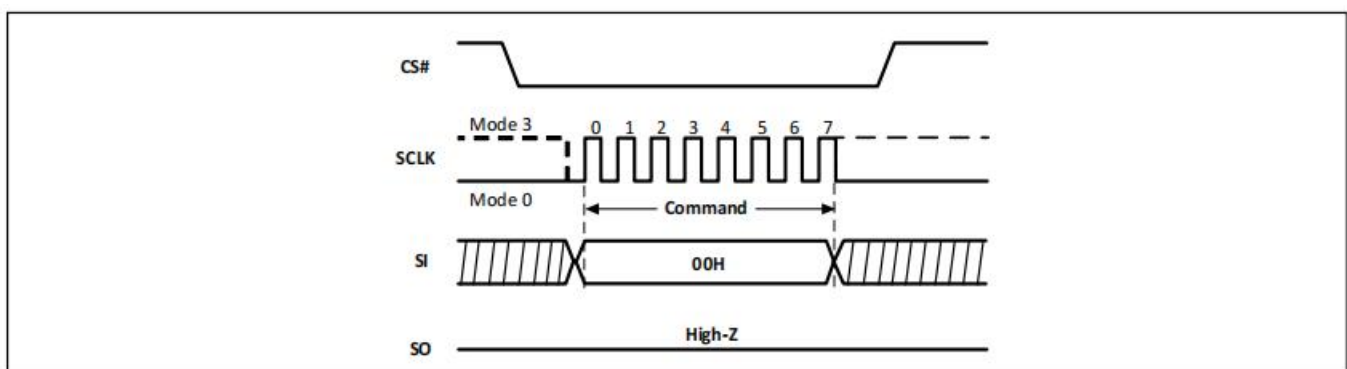 CS#
Mode 3
0 1 2 3 4 5 6 7
SCLK
Mode 0
Command
SI
00H
High-Z
SO